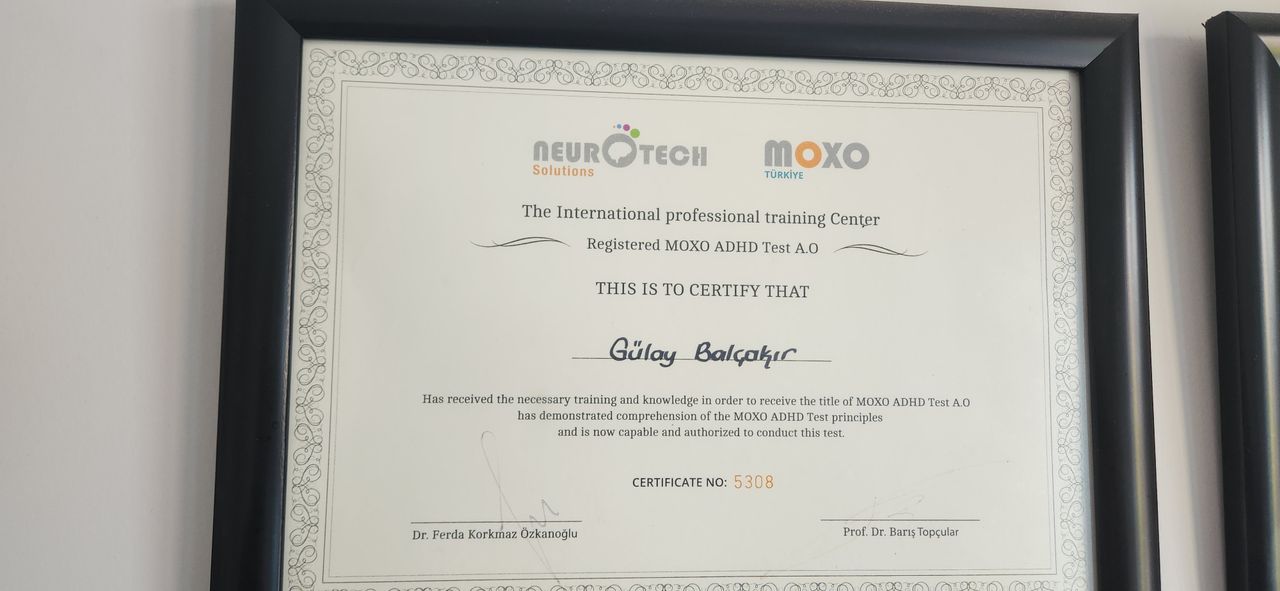 NEUROTECH
Solutions
MOXO
TÜRKİYE
The International professional training Center
Registered MOXO ADHD Test A.O
THIS IS TO CERTIFY THAT
Gülay Balçakır
Has received the necessary training and knowledge in order to receive the title of MOXO ADHD Test A.O
has demonstrated comprehension of the MOXO ADHD Test principles
and is now capable and authorized to conduct this test.
CERTIFICATE NO: 5308
Dr. Ferda Korkmaz Özkanoğlu
Prof. Dr. Barış Topçular